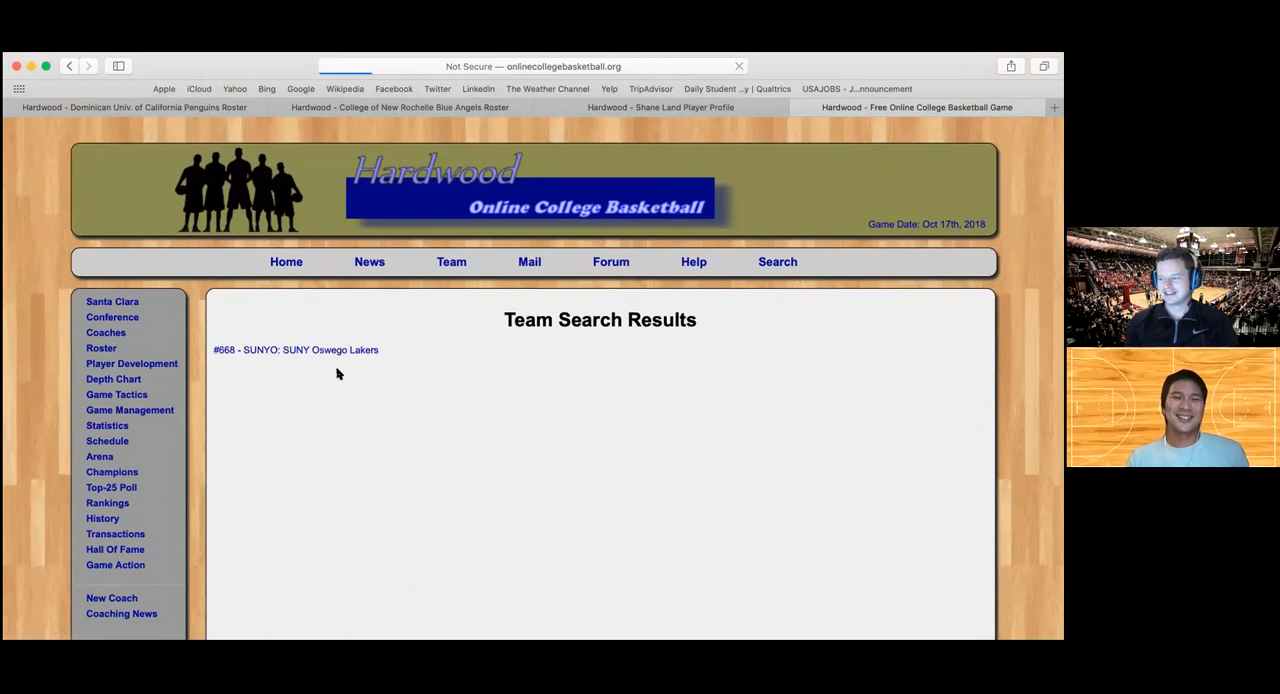 Not Secure — onlinecollegebasketball.org
Apple iCloud Yahoo Bing Google Wikipedia Facebook Twitter LinkedIn The Weather Channel Yelp TripAdvisor Daily Student ...y | Qualtrics USAJOBS - J...nnouncement
Hardwood - Dominican Univ. of California Penguins Roster Hardwood - College of New Rochelle Blue Angels Roster Hardwood - Shane Land Player Profile Hardwood - Free Online College Basketball Game
Hardwood
Online College Basketball
Game Date: Oct 17th, 2018
Home News Team Mail Forum Help Search
Santa Clara
Conference
Coaches
Roster
Player Development
Depth Chart
Game Tactics
Game Management
Statistics
Schedule
Arena
Champions
Top-25 Poll
Rankings
History
Transactions
Hall Of Fame
Game Action
New Coach
Coaching News
Team Search Results
#668 - SUNYO: SUNY Oswego Lakers